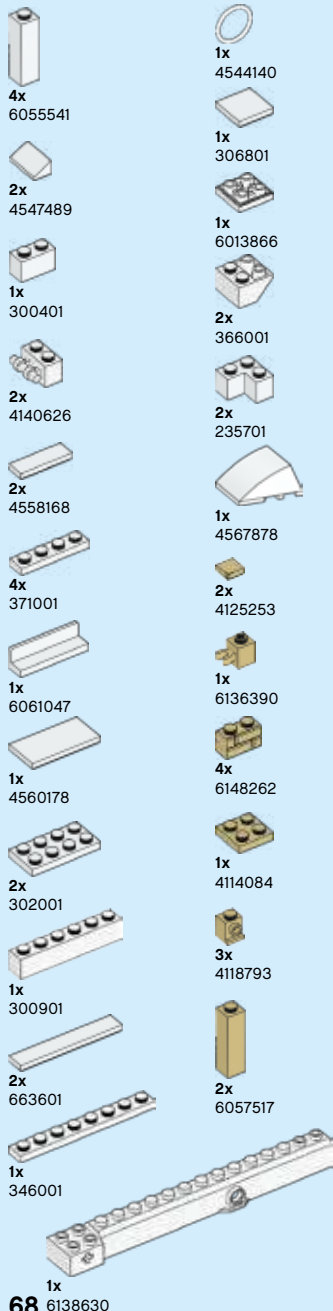 4x
6055541
2x
4547489
1x
300401
2x
4140626
2x
4558168
4x
371001
1x
6061047
1x
4560178
2x
302001
1x
300901
2x
663601
1x
346001
1x
4544140
1x
306801
1x
6013866
2x
366001
2x
235701
1x
4567878
2x
4125253
1x
6136390
4x
6148262
1x
4114084
3x
4118793
2x
6057517
1x
6138630
68